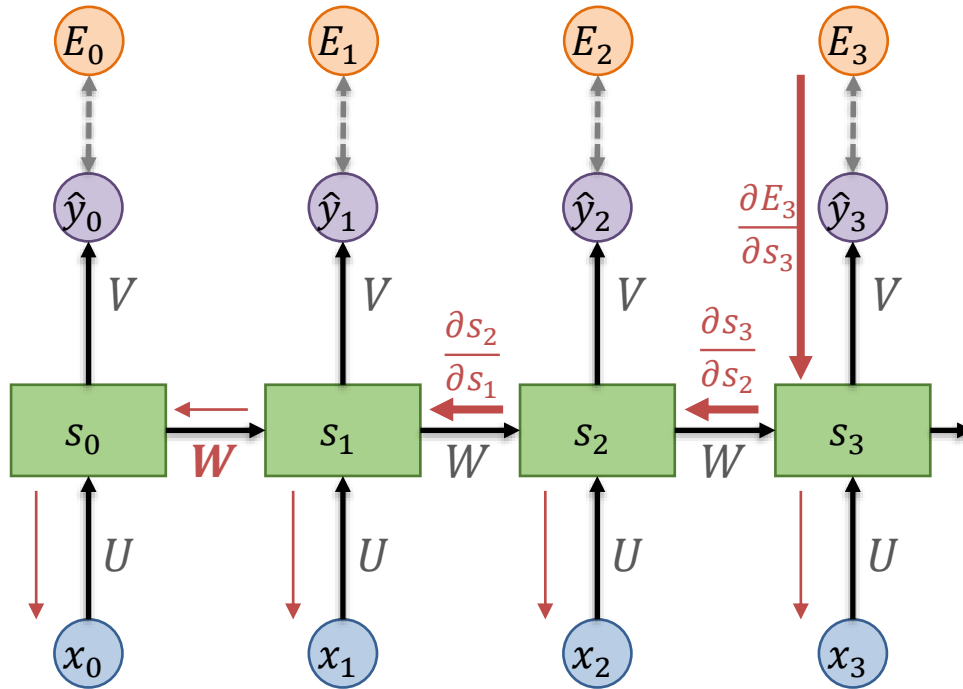 E₀ E₁ E₂ E₃
ŷ₀ ŷ₁ ŷ₂ ∂E₃/∂s₃ ŷ₃
V V V V
∂s₂/∂s₁ ∂s₃/∂s₂
s₀ s₁ s₂ s₃
W W W
U U U U
x₀ x₁ x₂ x₃